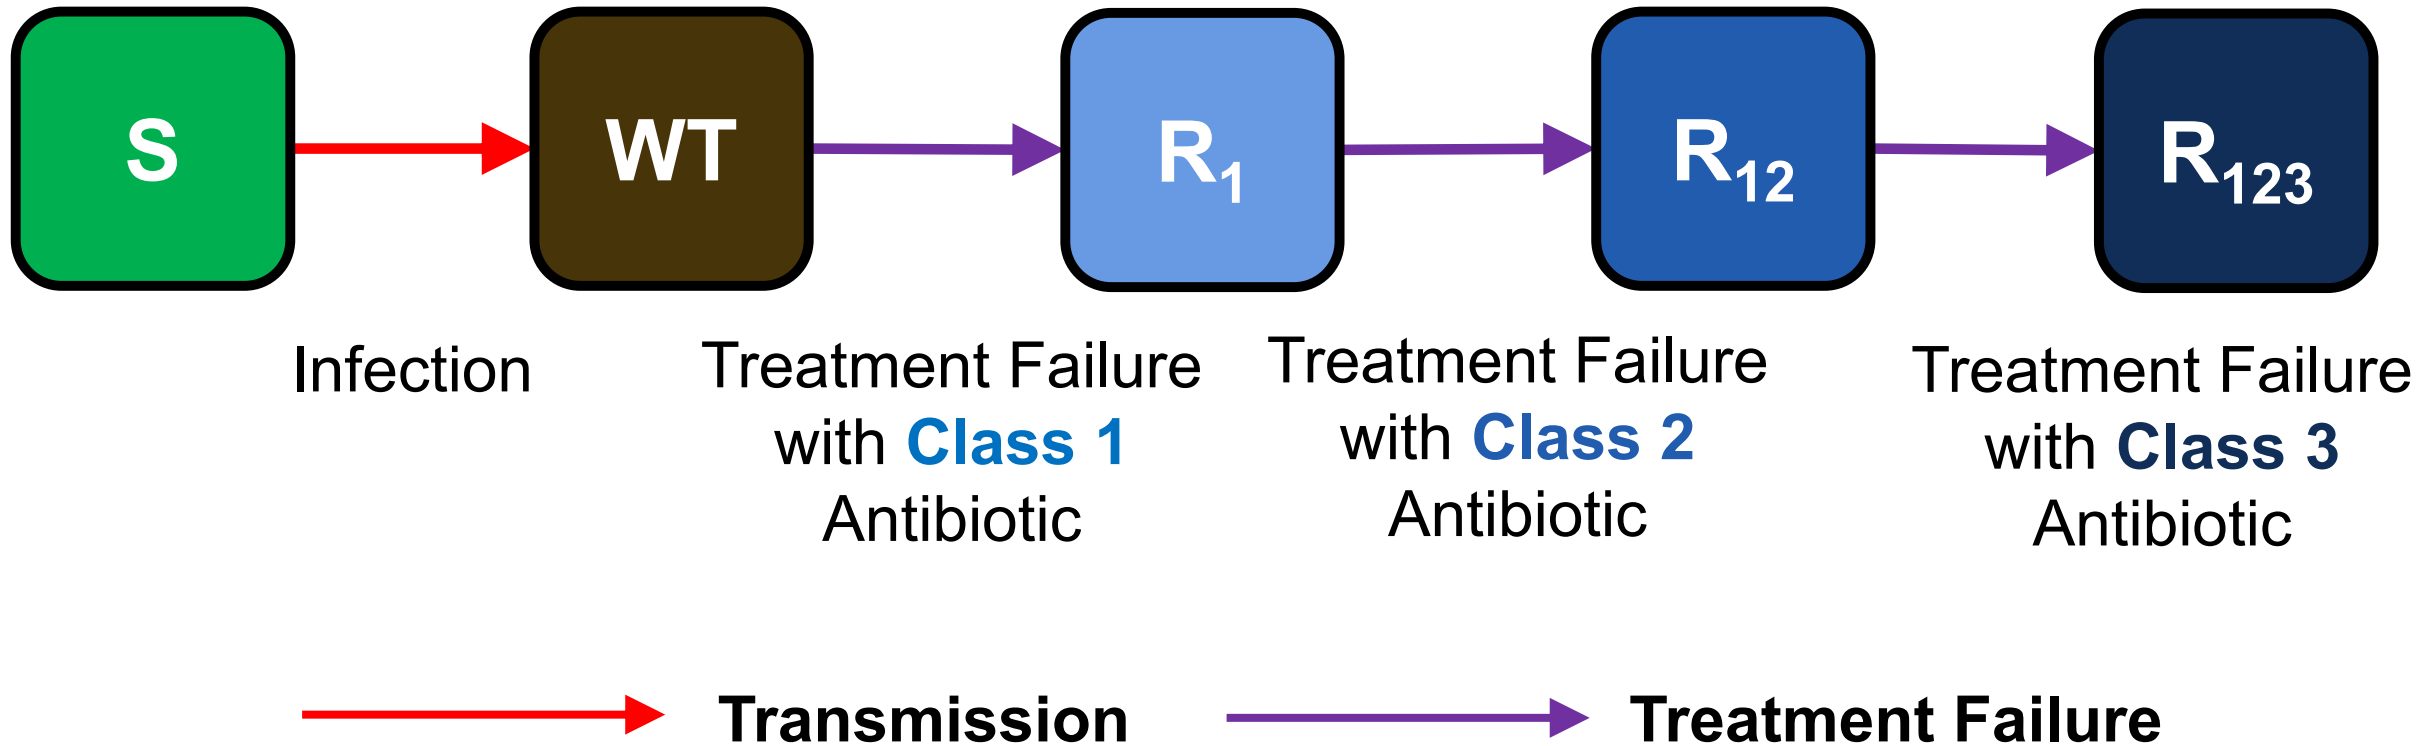 S
WT
R₁
R₁₂
R₁₂₃
Infection
Treatment Failure
with Class 1
Antibiotic
Treatment Failure
with Class 2
Antibiotic
Treatment Failure
with Class 3
Antibiotic
Transmission
Treatment Failure